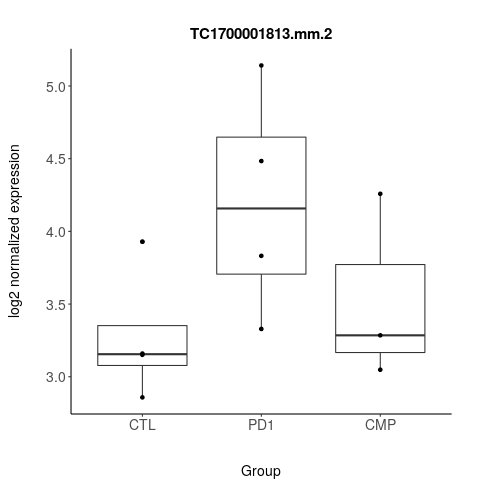 TC1700001813.mm.2
log2 normalized expression
5.0
4.5
4.0
3.5
3.0
CTL PD1 CMP
Group